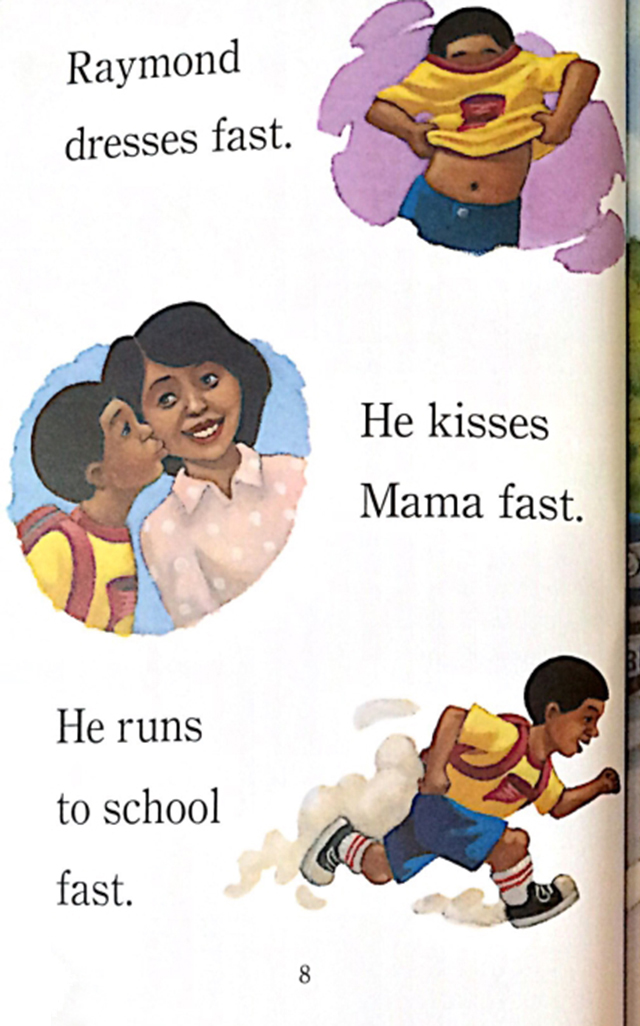 Raymond
dresses fast.
He kisses
Mama fast.
He runs
to school
fast.
8